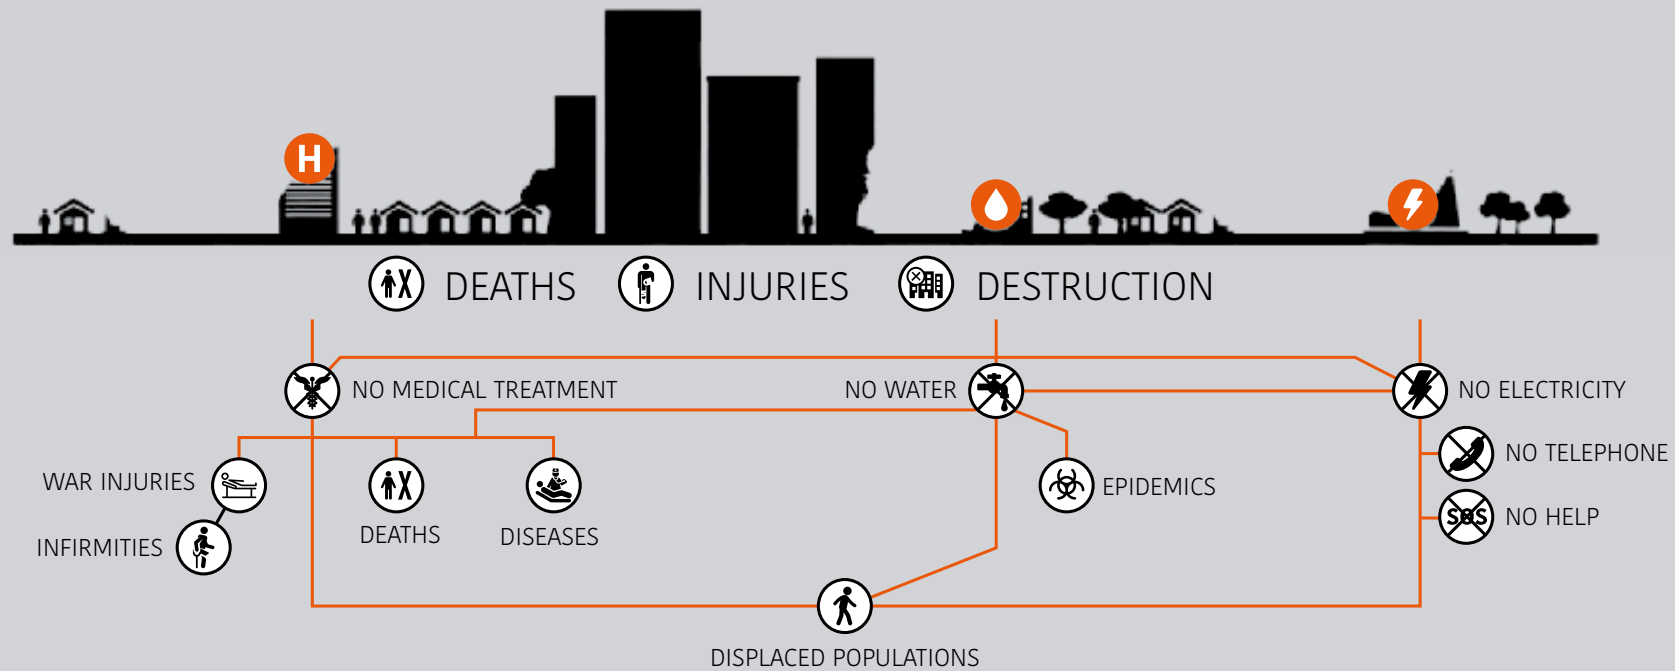 H
DEATHS
INJURIES
DESTRUCTION
NO MEDICAL TREATMENT
NO WATER
NO ELECTRICITY
NO TELEPHONE
WAR INJURIES
EPIDEMICS
SOS
NO HELP
DEATHS
DISEASES
INFIRMITIES
DISPLACED POPULATIONS